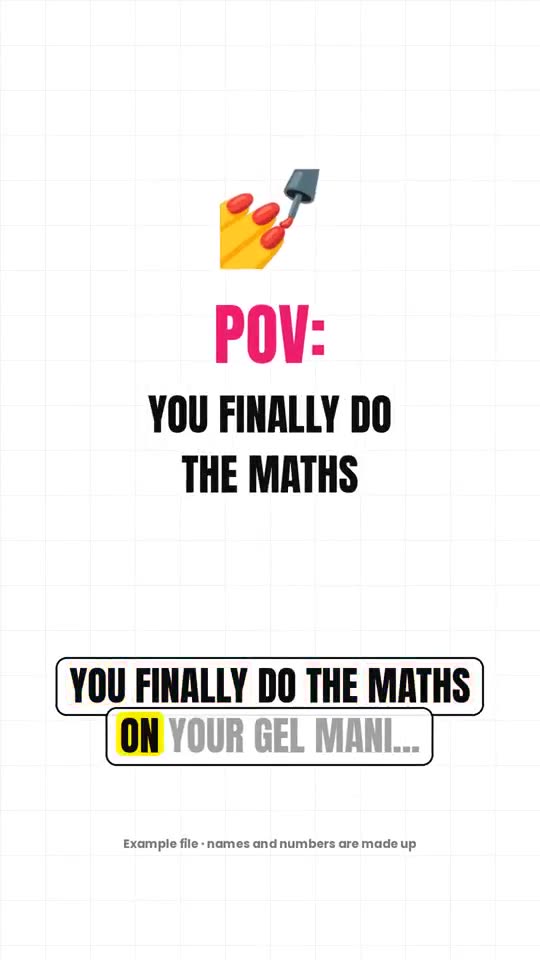 POV:
YOU FINALLY DO
THE MATHS
YOU FINALLY DO THE MATHS
ON YOUR GEL MANI...
Example file · names and numbers are made up